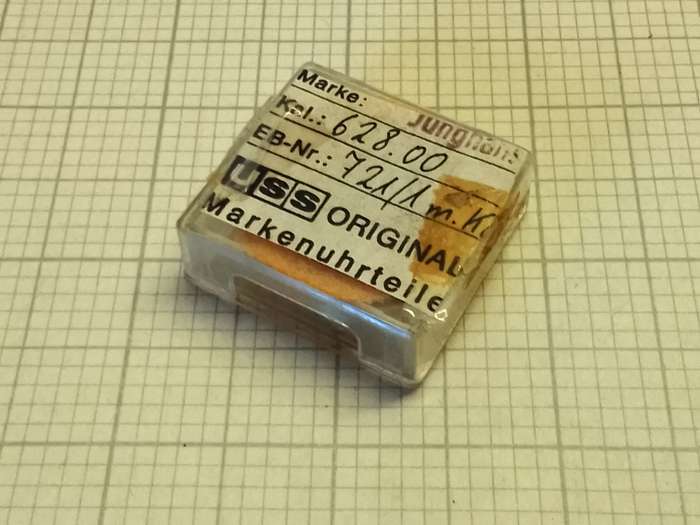 Marke: Junghans
Kal.: 628.00
EB-Nr.: 721/1 m. K.
USS ORIGINAL
Markenuhrteile